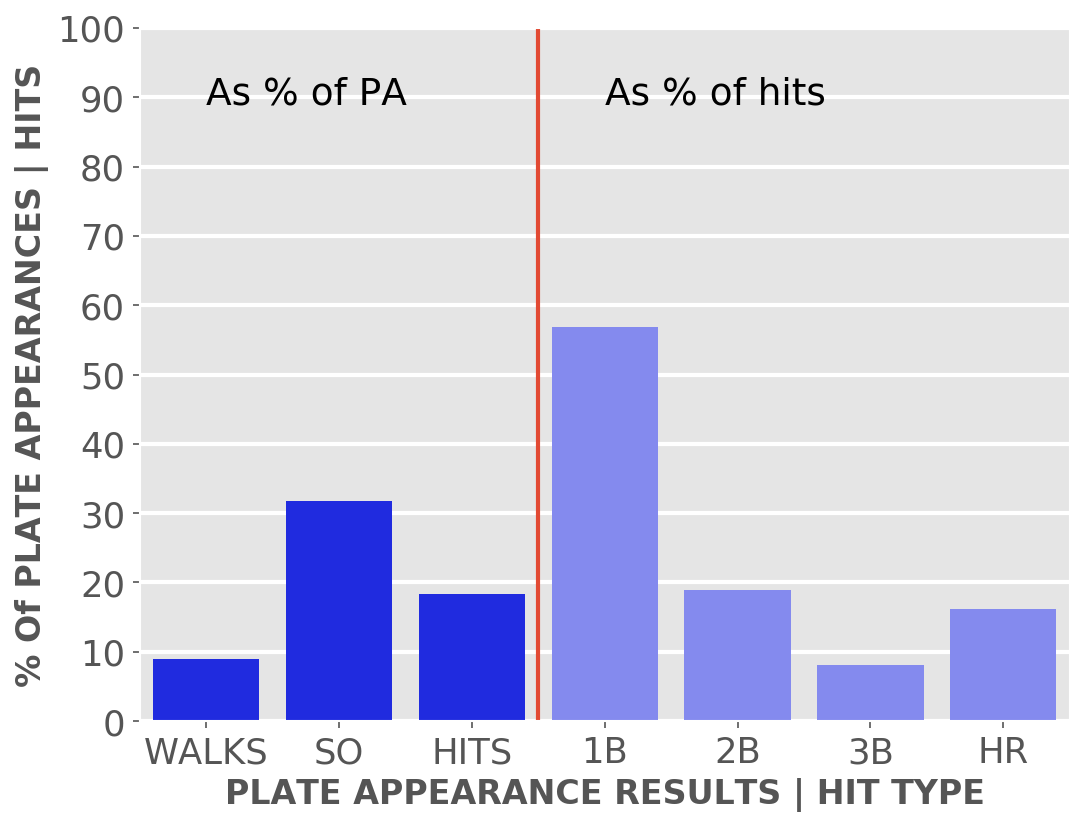 As % of PA
As % of hits
% Of PLATE APPEARANCES | HITS
100
90
80
70
60
50
40
30
20
10
0
WALKS SO HITS 1B 2B 3B HR
PLATE APPEARANCE RESULTS | HIT TYPE